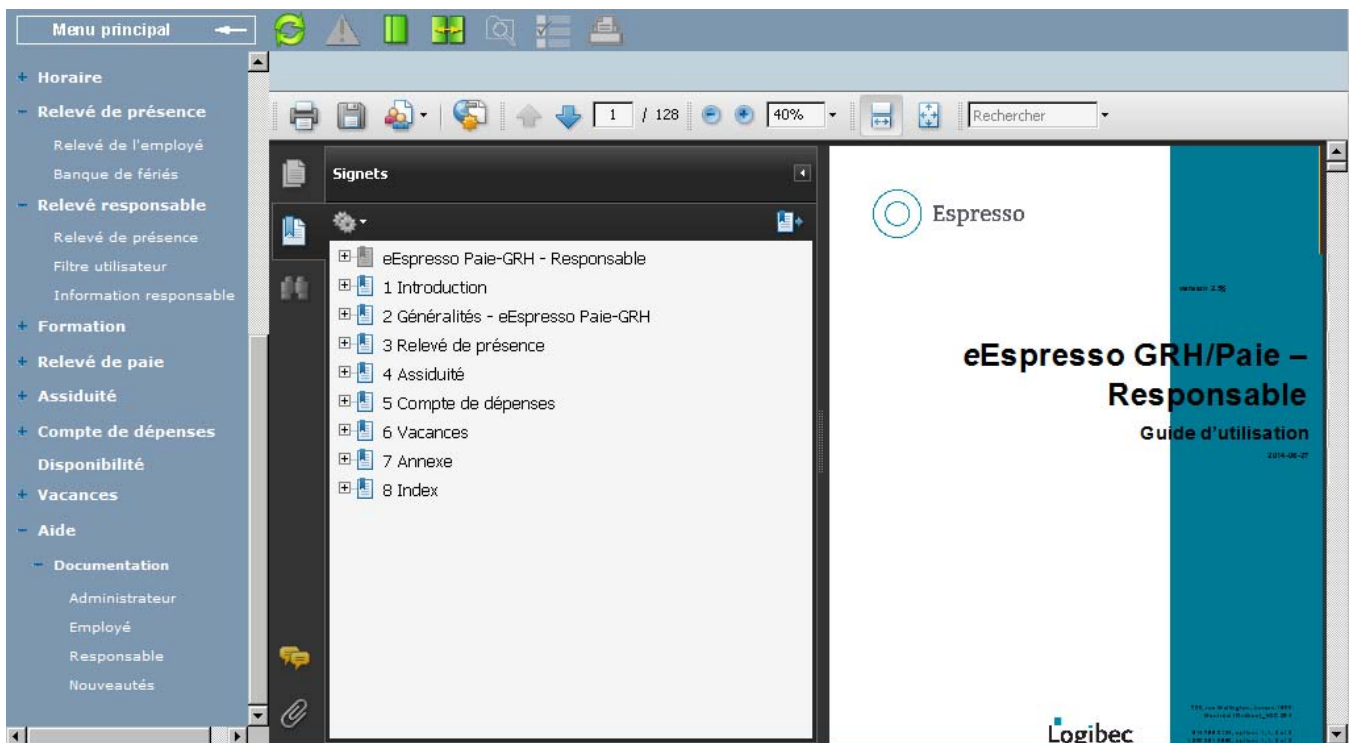 Menu principal
Horaire
Relevé de présence
Relevé de l'employé
Banque de fériés
Relevé responsable
Relevé de présence
Filtre utilisateur
Information responsable
Formation
Relevé de paie
Assiduité
Compte de dépenses
Disponibilité
Vacances
Aide
Documentation
Administrateur
Employé
Responsable
Nouveautés
1 / 128
40%
Rechercher
Signets
eEspresso Paie-GRH - Responsable
1 Introduction
2 Généralités - eEspresso Paie-GRH
3 Relevé de présence
4 Assiduité
5 Compte de dépenses
6 Vacances
7 Annexe
8 Index
Espresso
eEspresso GRH/Paie –
Responsable
Guide d'utilisation
Logibec